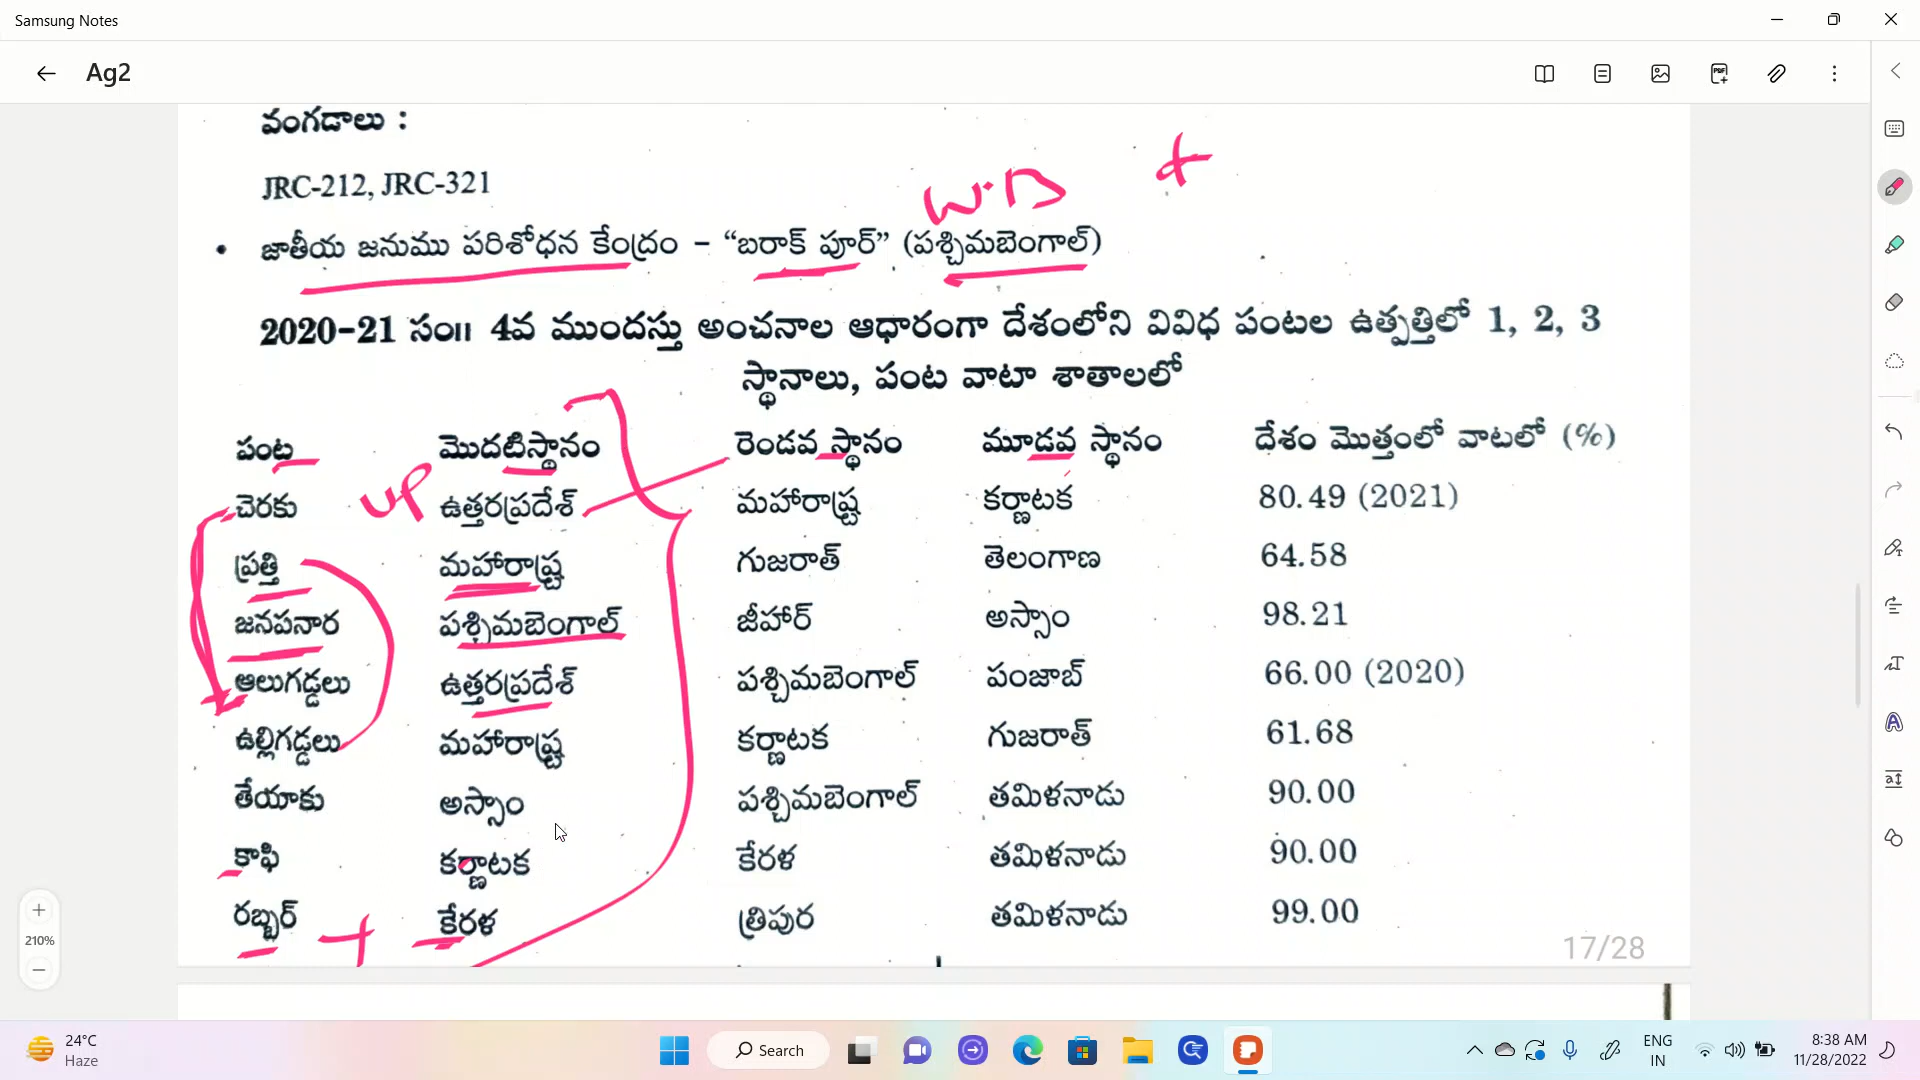 Samsung Notes
Ag2
వంగడాలు :
JRC-212, JRC-321
W.B +
• జాతీయ జనుము పరిశోధన కేంద్రం – “బరాక్ పూర్” (పశ్చిమబెంగాల్)
2020-21 సం॥ 4వ ముందస్తు అంచనాల ఆధారంగా దేశంలోని వివిధ పంటల ఉత్పత్తిలో 1, 2, 3
స్థానాలు, పంట వాటా శాతాలలో
పంట మొదటిస్థానం రెండవ స్థానం మూడవ స్థానం దేశం మొత్తంలో వాటలో (%)
చెరకు up ఉత్తరప్రదేశ్ మహారాష్ట్ర కర్ణాటక 80.49 (2021)
ప్రత్తి మహారాష్ట్ర గుజరాత్ తెలంగాణ 64.58
జనపనార పశ్చిమబెంగాల్ జీహార్ అస్సాం 98.21
ఆలుగడ్డలు ఉత్తరప్రదేశ్ పశ్చిమబెంగాల్ పంజాబ్ 66.00 (2020)
ఉల్లిగడ్డలు మహారాష్ట్ర కర్ణాటక గుజరాత్ 61.68
తేయాకు అస్సాం పశ్చిమబెంగాల్ తమిళనాడు 90.00
కాఫి కర్ణాటక కేరళ తమిళనాడు 90.00
రబ్బర్ + కేరళ త్రిపుర తమిళనాడు 99.00
210%
17/28
24°C
Haze
Search
ENG
IN
8:38 AM
11/28/2022